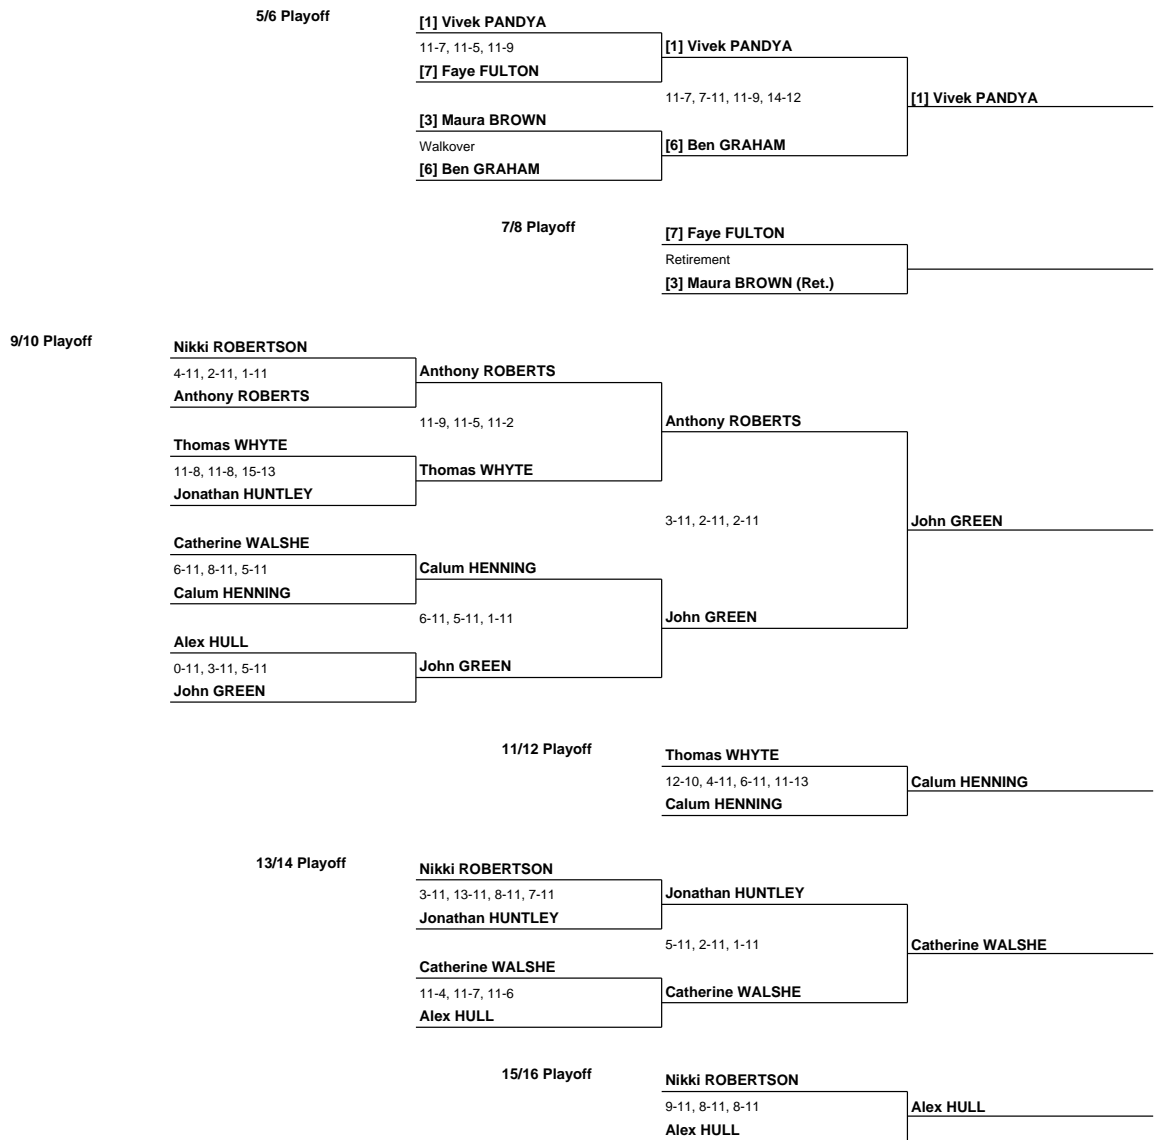 5/6 Playoff
[1] Vivek PANDYA
11-7, 11-5, 11-9
[1] Vivek PANDYA
[7] Faye FULTON
11-7, 7-11, 11-9, 14-12
[1] Vivek PANDYA
[3] Maura BROWN
Walkover
[6] Ben GRAHAM
[6] Ben GRAHAM
7/8 Playoff
[7] Faye FULTON
Retirement
[3] Maura BROWN (Ret.)
9/10 Playoff
Nikki ROBERTSON
4-11, 2-11, 1-11
Anthony ROBERTS
Anthony ROBERTS
11-9, 11-5, 11-2
Anthony ROBERTS
Thomas WHYTE
11-8, 11-8, 15-13
Thomas WHYTE
Jonathan HUNTLEY
3-11, 2-11, 2-11
John GREEN
Catherine WALSHE
6-11, 8-11, 5-11
Calum HENNING
Calum HENNING
6-11, 5-11, 1-11
John GREEN
Alex HULL
0-11, 3-11, 5-11
John GREEN
John GREEN
11/12 Playoff
Thomas WHYTE
12-10, 4-11, 6-11, 11-13
Calum HENNING
Calum HENNING
13/14 Playoff
Nikki ROBERTSON
3-11, 13-11, 8-11, 7-11
Jonathan HUNTLEY
Jonathan HUNTLEY
5-11, 2-11, 1-11
Catherine WALSHE
Catherine WALSHE
11-4, 11-7, 11-6
Catherine WALSHE
Alex HULL
15/16 Playoff
Nikki ROBERTSON
9-11, 8-11, 8-11
Alex HULL
Alex HULL